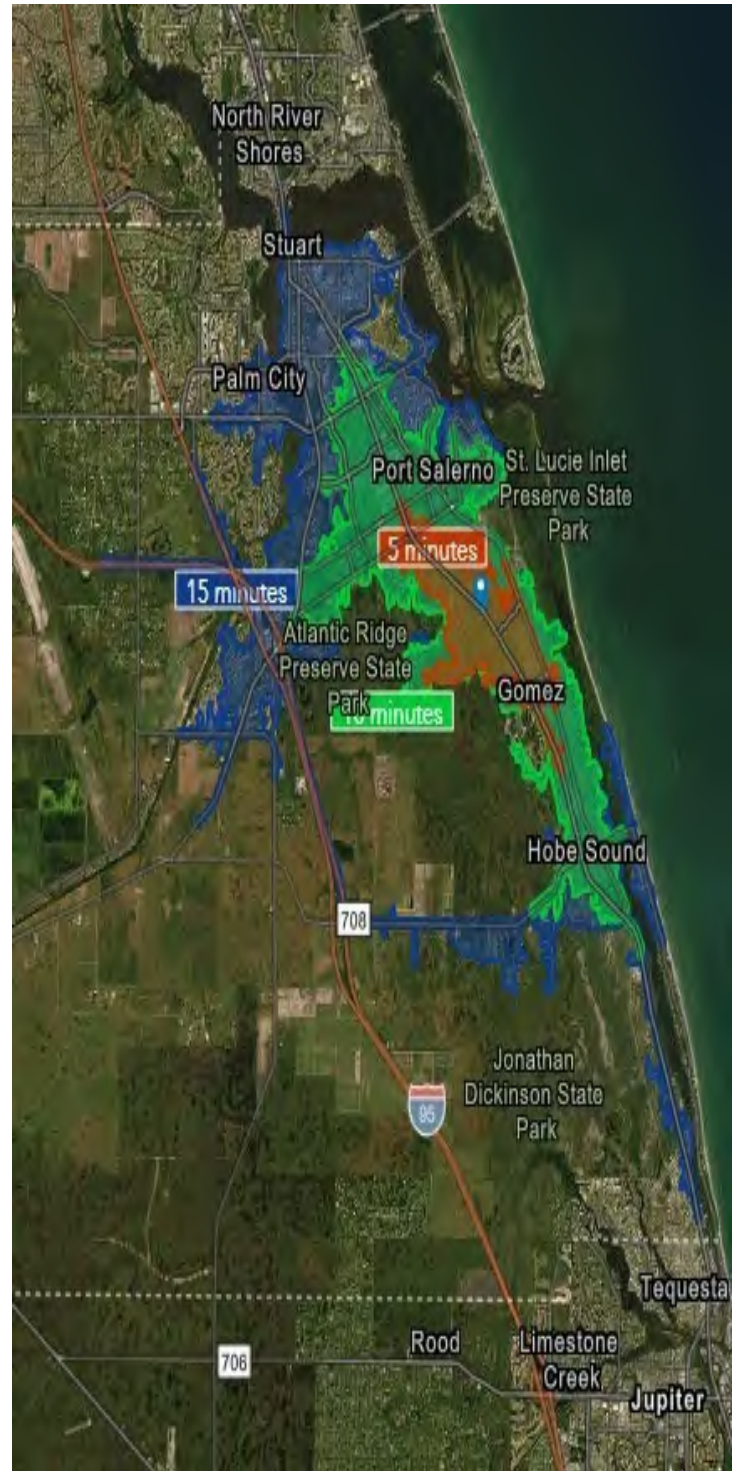 North River
Shores
Stuart
Palm City
Port Salerno
St. Lucie Inlet
Preserve State
Park
5 minutes
15 minutes
Atlantic Ridge
Preserve State
Park
10 minutes
Gomez
Hobe Sound
708
Jonathan
Dickinson State
Park
95
Tequesta
Rood
Limestone
Creek
706
Jupiter